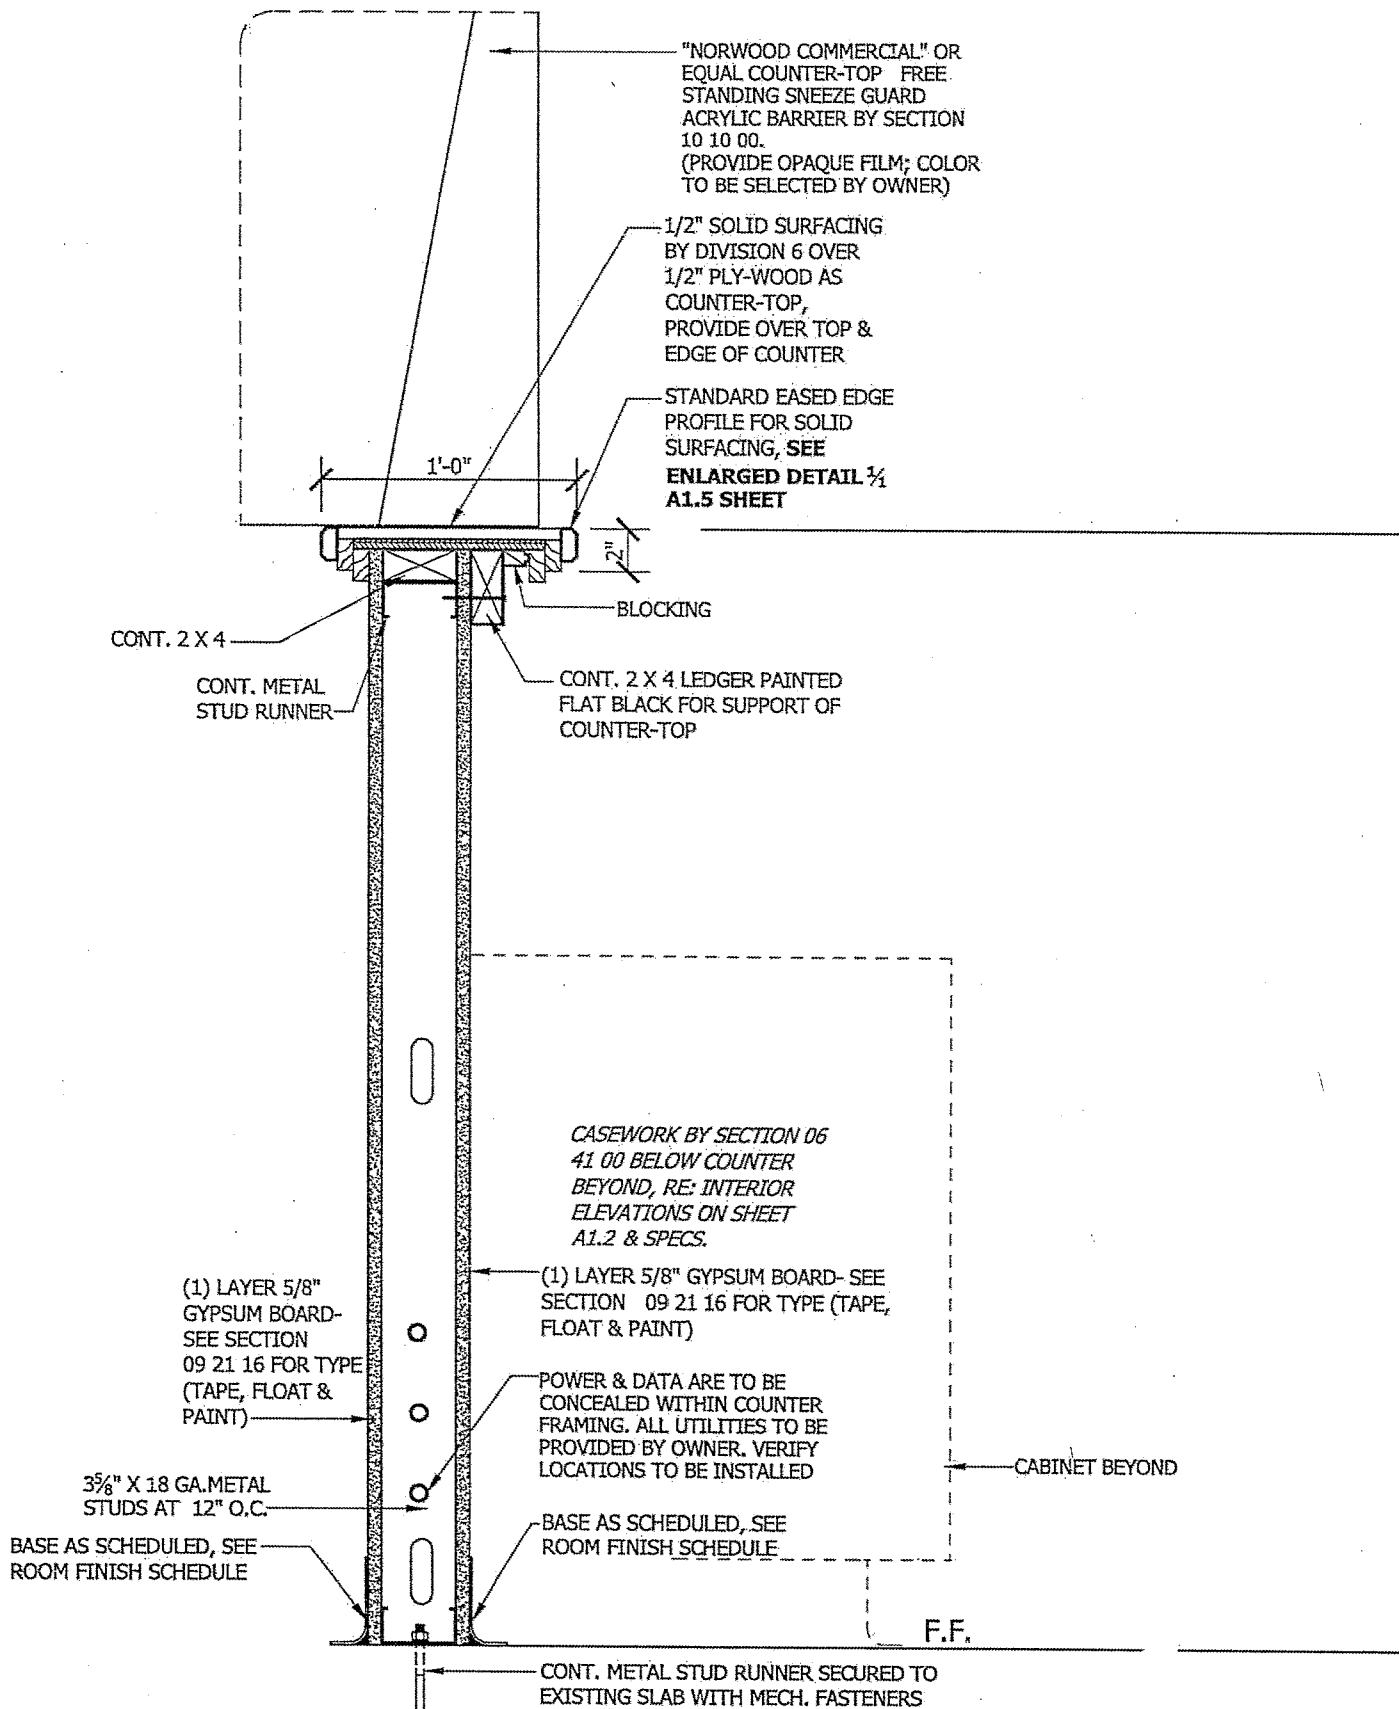 "NORWOOD COMMERCIAL" OR
EQUAL COUNTER-TOP FREE
STANDING SNEEZE GUARD
ACRYLIC BARRIER BY SECTION
10 10 00.
(PROVIDE OPAQUE FILM; COLOR
TO BE SELECTED BY OWNER)
1/2" SOLID SURFACING
BY DIVISION 6 OVER
1/2" PLY-WOOD AS
COUNTER-TOP,
PROVIDE OVER TOP &
EDGE OF COUNTER
STANDARD EASED EDGE
PROFILE FOR SOLID
SURFACING, SEE
ENLARGED DETAIL 1/1
A1.5 SHEET
1'-0"
2"
BLOCKING
CONT. 2 X 4
CONT. METAL
STUD RUNNER
CONT. 2 X 4 LEDGER PAINTED
FLAT BLACK FOR SUPPORT OF
COUNTER-TOP
CASEWORK BY SECTION 06
41 00 BELOW COUNTER
BEYOND, RE: INTERIOR
ELEVATIONS ON SHEET
A1.2 & SPECS.
(1) LAYER 5/8"
GYPSUM BOARD-
SEE SECTION
09 21 16 FOR TYPE
(TAPE, FLOAT &
PAINT)
(1) LAYER 5/8" GYPSUM BOARD- SEE
SECTION 09 21 16 FOR TYPE (TAPE,
FLOAT & PAINT)
POWER & DATA ARE TO BE
CONCEALED WITHIN COUNTER
FRAMING. ALL UTILITIES TO BE
PROVIDED BY OWNER. VERIFY
LOCATIONS TO BE INSTALLED
CABINET BEYOND
3⅝" X 18 GA.METAL
STUDS AT 12" O.C.
BASE AS SCHEDULED, SEE
ROOM FINISH SCHEDULE
BASE AS SCHEDULED, SEE
ROOM FINISH SCHEDULE
F.F.
CONT. METAL STUD RUNNER SECURED TO
EXISTING SLAB WITH MECH. FASTENERS